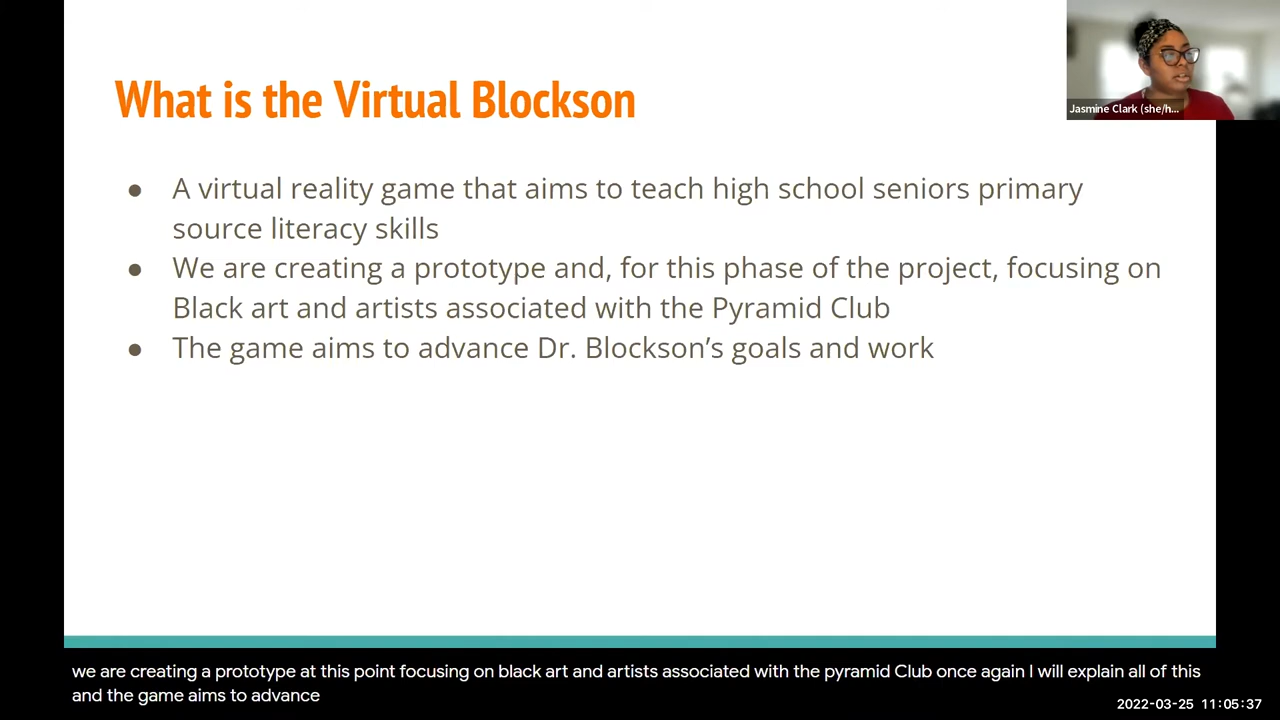 What is the Virtual Blockson
Jasmine Clark (she/h...
● A virtual reality game that aims to teach high school seniors primary
source literacy skills
● We are creating a prototype and, for this phase of the project, focusing on
Black art and artists associated with the Pyramid Club
● The game aims to advance Dr. Blockson’s goals and work
we are creating a prototype at this point focusing on black art and artists associated with the pyramid Club once again I will explain all of this
and the game aims to advance
2022-03-25 11:05:37